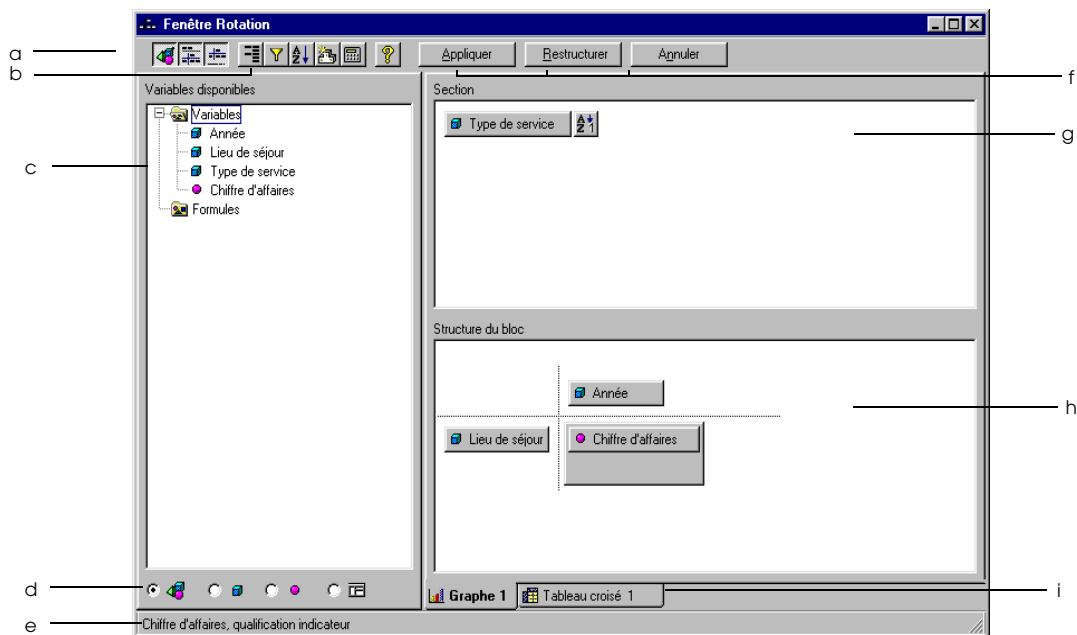 Fenêtre Rotation
a
b
Appliquer
Restructurer
Annuler
f
Variables disponibles
Variables
Année
Lieu de séjour
Type de service
Chiffre d'affaires
Formules
c
Section
Type de service
g
Structure du bloc
Année
Lieu de séjour
Chiffre d'affaires
h
d
Graphe 1
Tableau croisé 1
i
e
Chiffre d'affaires, qualification indicateur